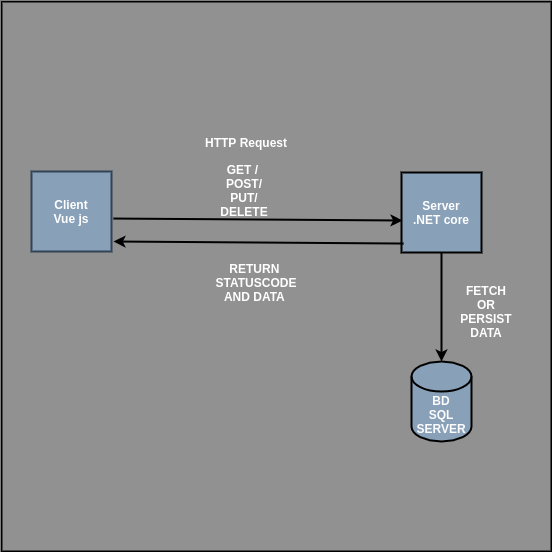 HTTP Request
GET /
POST/
PUT/
DELETE
Client
Vue js
Server
.NET core
RETURN
STATUSCODE
AND DATA
FETCH
OR
PERSIST
DATA
BD
SQL
SERVER